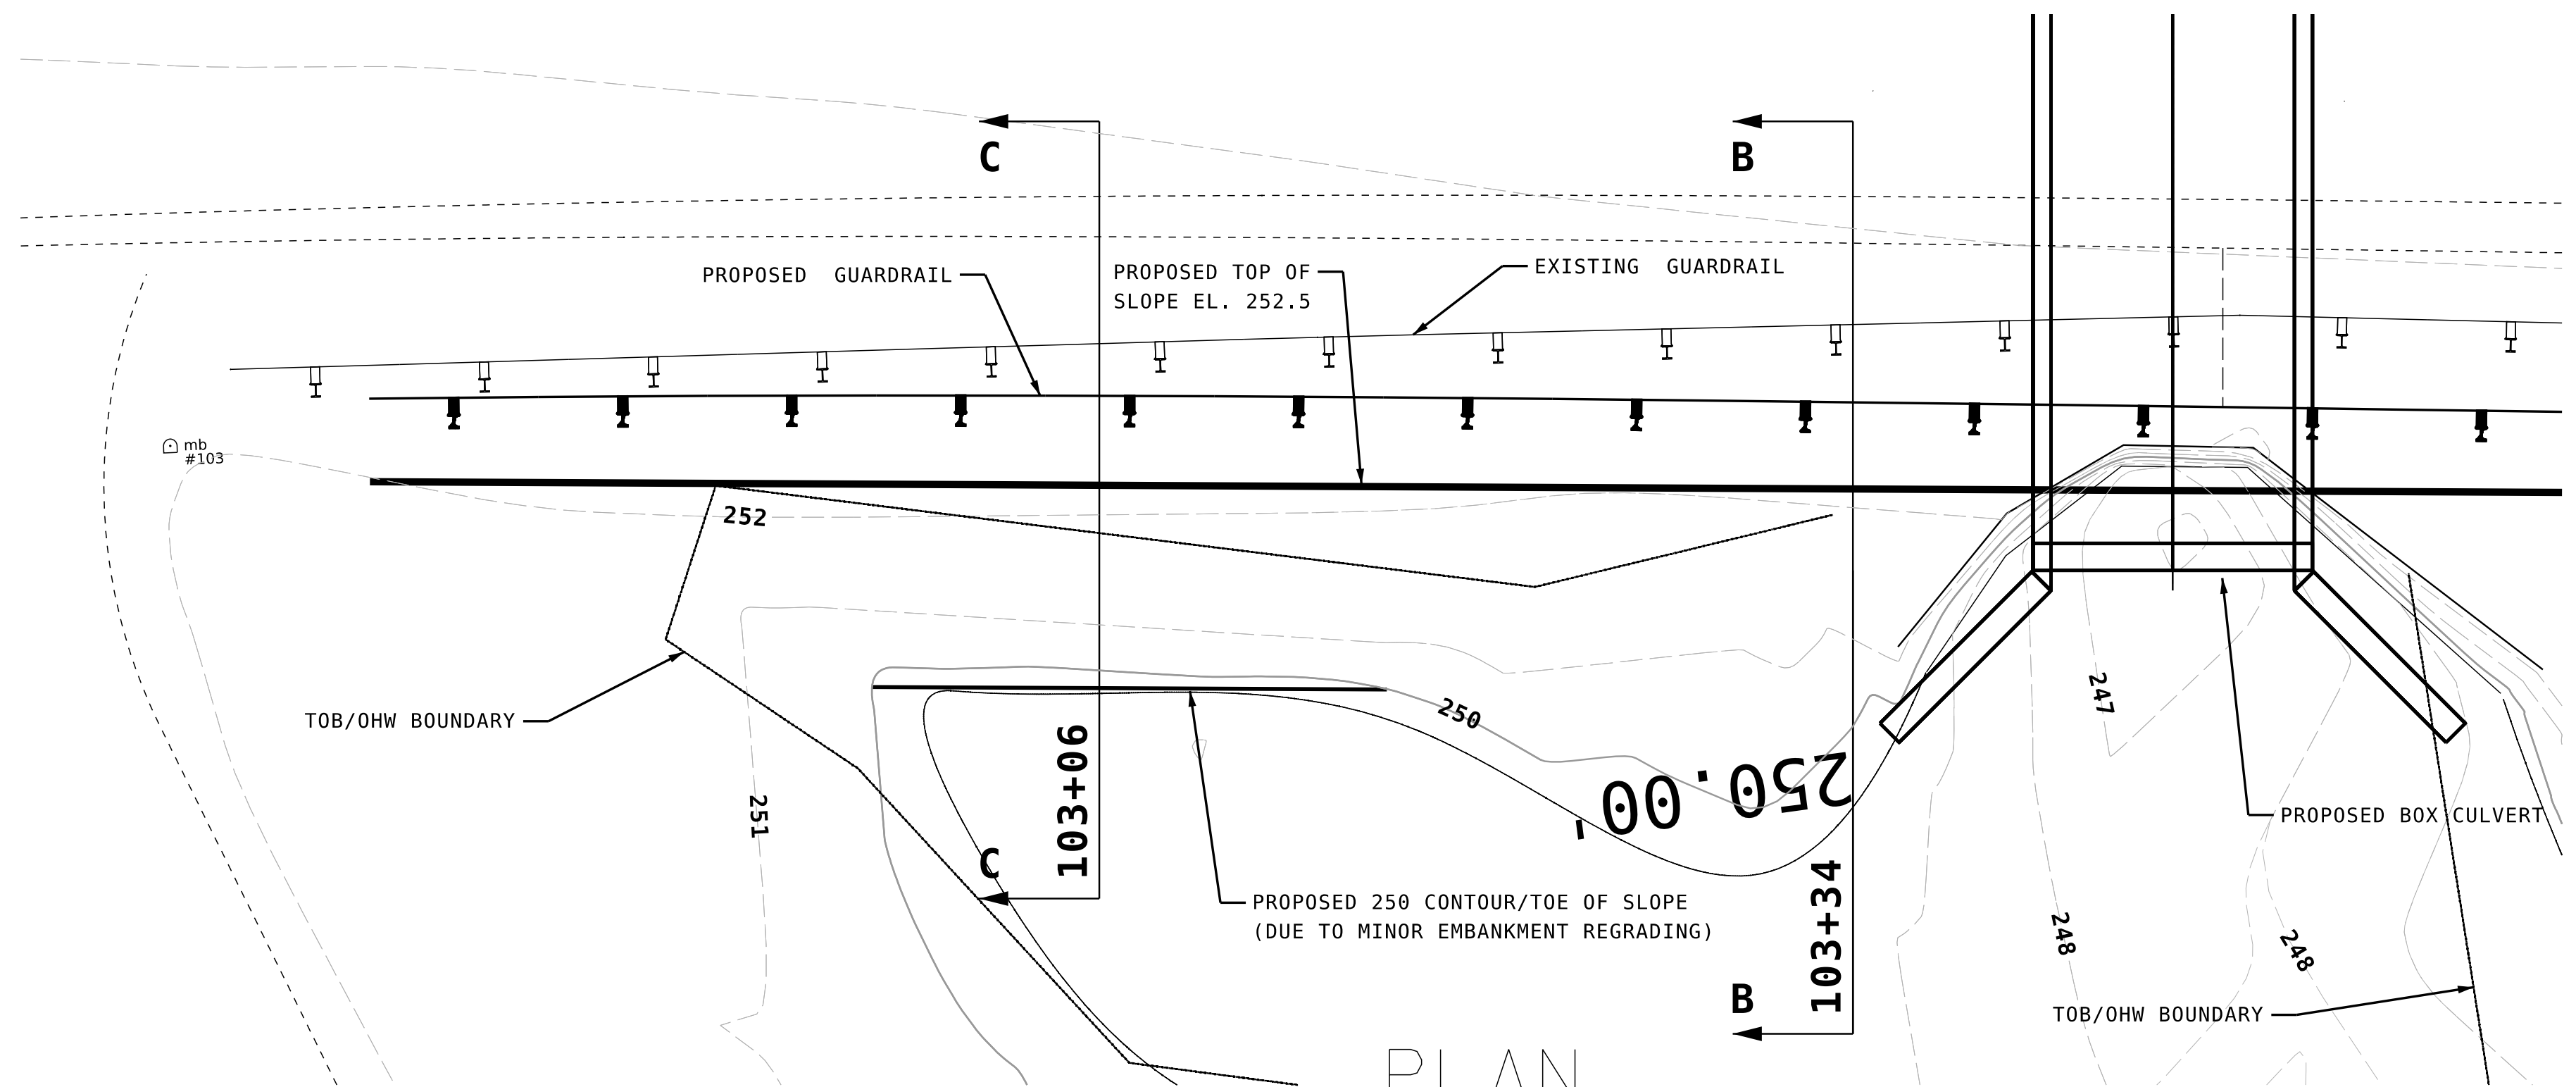 C
B
PROPOSED GUARDRAIL
PROPOSED TOP OF
SLOPE EL. 252.5
EXISTING GUARDRAIL
mb
#103
252
TOB/OHW BOUNDARY
251
250
250.00'
247
PROPOSED BOX CULVERT
C
103+06
PROPOSED 250 CONTOUR/TOE OF SLOPE
(DUE TO MINOR EMBANKMENT REGRADING)
B
103+34
248
248
TOB/OHW BOUNDARY
PLAN